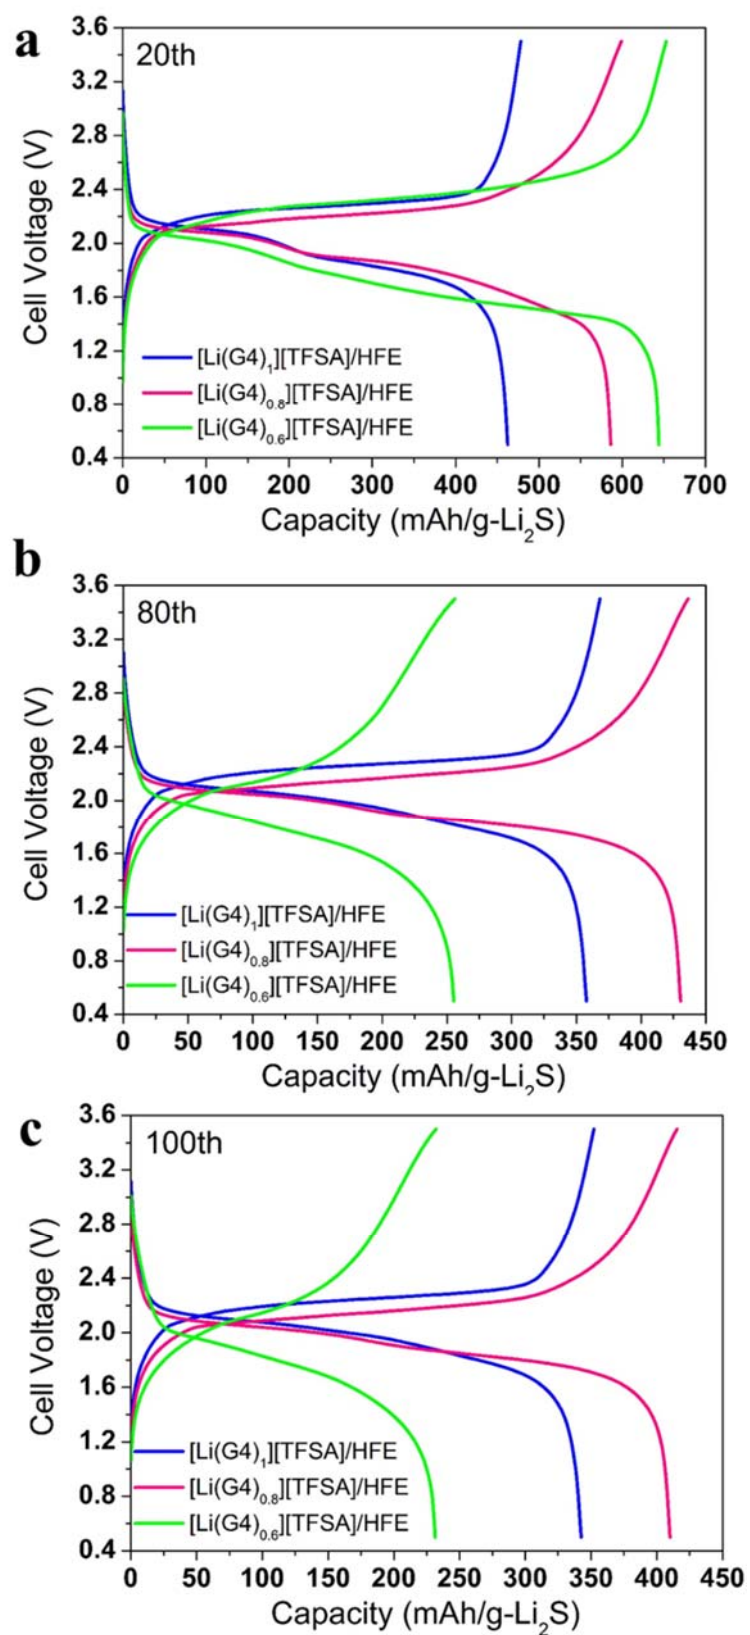 a
20th
3.6
3.2
2.8
2.4
2.0
1.6
1.2
0.8
0.4
Cell Voltage (V)
[Li(G4)₁][TFSA]/HFE
[Li(G4)₀.₈][TFSA]/HFE
[Li(G4)₀.₆][TFSA]/HFE
0 100 200 300 400 500 600 700
Capacity (mAh/g-Li₂S)
b
80th
3.6
3.2
2.8
2.4
2.0
1.6
1.2
0.8
0.4
Cell Voltage (V)
[Li(G4)₁][TFSA]/HFE
[Li(G4)₀.₈][TFSA]/HFE
[Li(G4)₀.₆][TFSA]/HFE
0 50 100 150 200 250 300 350 400 450
Capacity (mAh/g-Li₂S)
c
100th
3.6
3.2
2.8
2.4
2.0
1.6
1.2
0.8
0.4
Cell Voltage (V)
[Li(G4)₁][TFSA]/HFE
[Li(G4)₀.₈][TFSA]/HFE
[Li(G4)₀.₆][TFSA]/HFE
0 50 100 150 200 250 300 350 400 450
Capacity (mAh/g-Li₂S)